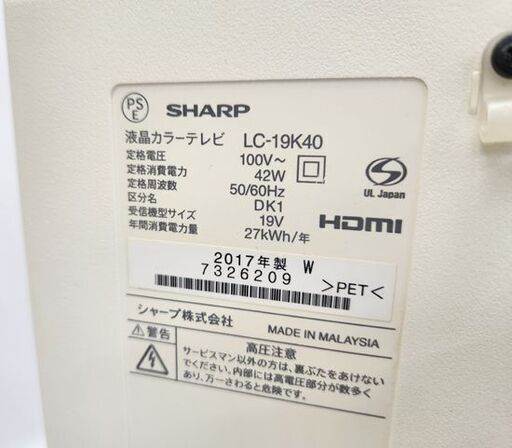 PS
E
SHARP
液晶カラーテレビ LC-19K40
定格電圧 100V～
定格消費電力 42W
定格周波数 50/60Hz
区分名 DK1
受信機型サイズ 19V
年間消費電力量 27kWh/年
S
UL Japan
HDMI
2017年製 W
7326209
>PET<
シャープ株式会社 MADE IN MALAYSIA
⚠警告 高圧注意
サービスマン以外の方は、裏ぶたをあけないでください。内部には高電圧部分が数多く
あり、万一さわると危険です。